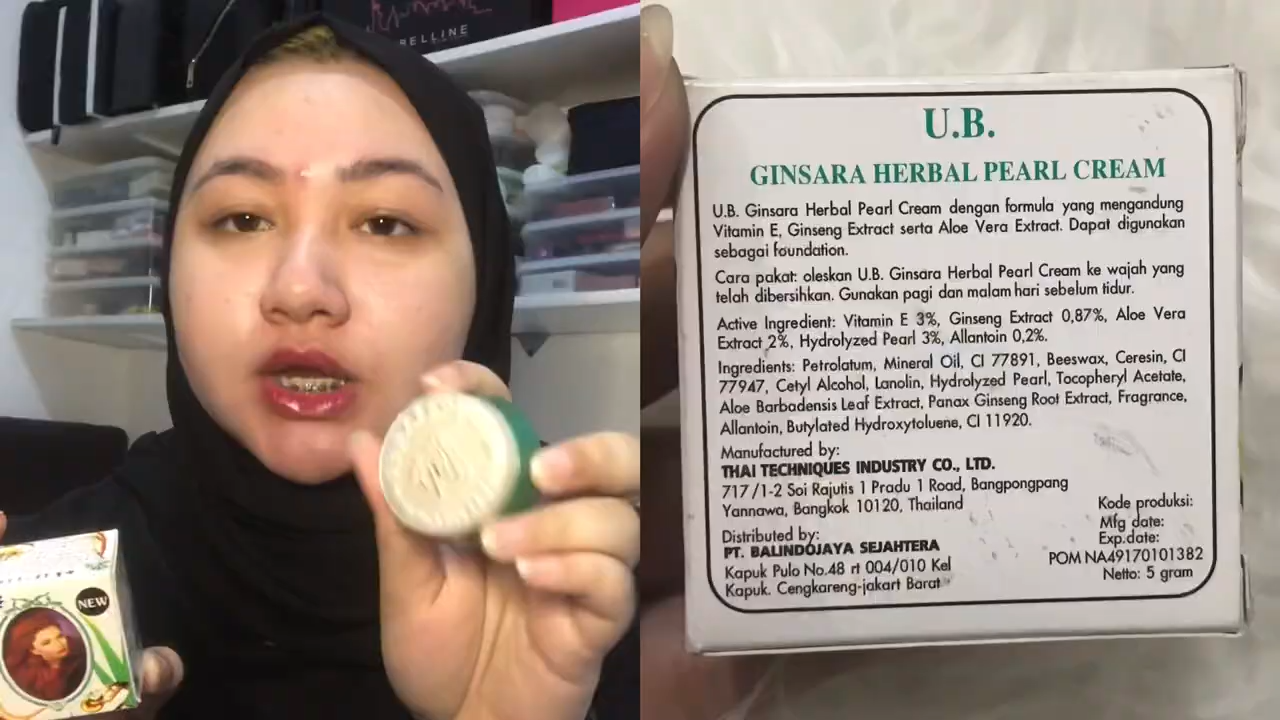 BELLINE
NEW
U.B.
GINSARA HERBAL PEARL CREAM
U.B. Ginsara Herbal Pearl Cream dengan formula yang mengandung
Vitamin E, Ginseng Extract serta Aloe Vera Extract. Dapat digunakan
sebagai foundation.
Cara pakat: oleskan U.B. Ginsara Herbal Pearl Cream ke wajah yang
telah dibersihkan. Gunakan pagi dan malam hari sebelum tidur.
Active Ingredient: Vitamin E 3%, Ginseng Extract 0,87%, Aloe Vera
Extract 2%, Hydrolyzed Pearl 3%, Allantoin 0,2%.
Ingredients: Petrolatum, Mineral Oil, CI 77891, Beeswax, Ceresin, CI
77947, Cetyl Alcohol, Lanolin, Hydrolyzed Pearl, Tocopheryl Acetate,
Aloe Barbadensis Leaf Extract, Panax Ginseng Root Extract, Fragrance,
Allantoin, Butylated Hydroxytoluene, CI 11920.
Manufactured by:
THAI TECHNIQUES INDUSTRY CO., LTD.
717/1-2 Soi Rajutis 1 Pradu 1 Road, Bangpongpang
Yannawa, Bangkok 10120, Thailand
Distributed by:
PT. BALINDOJAYA SEJAHTERA
Kapuk Pulo No.48 rt 004/010 Kel
Kapuk. Cengkareng-jakart Barat
Kode produksi:
Mfg date:
Exp.date:
POM NA49170101382
Netto: 5 gram